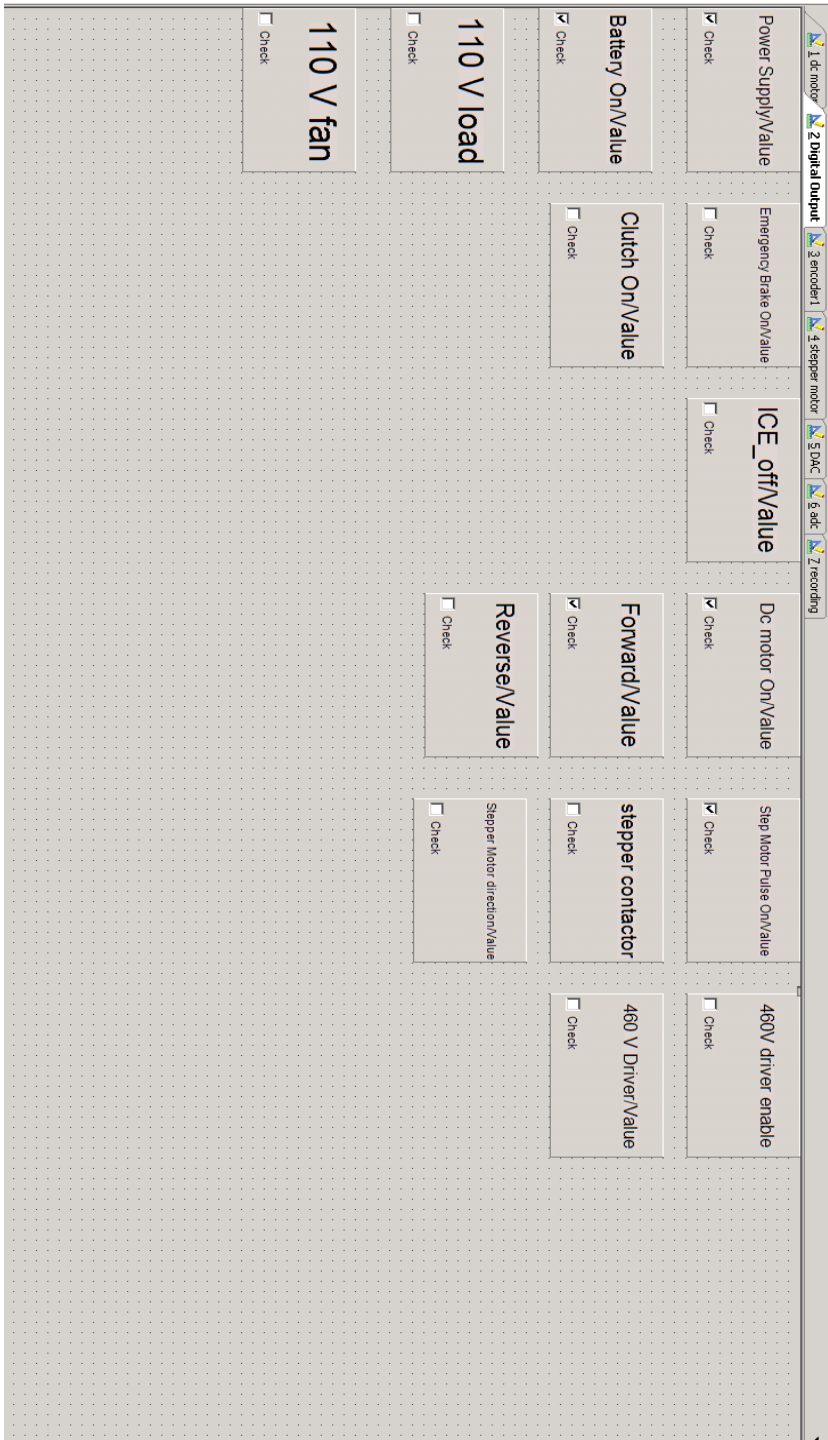 1 dc motor 2 Digital Output 3 encoder1 4 stepper motor 5 DAC 6 adc 7 recording
Power Supply/Value
Check
Emergency Brake On/Value
Check
ICE_off/Value
Check
Dc motor On/Value
Check
Step Motor Pulse On/Value
Check
460V driver enable
Check
Battery On/Value
Check
Clutch On/Value
Check
Forward/Value
Check
stepper contactor
Check
460 V Driver/Value
Check
110 V load
Check
Reverse/Value
Check
Stepper Motor direction/Value
Check
110 V fan
Check